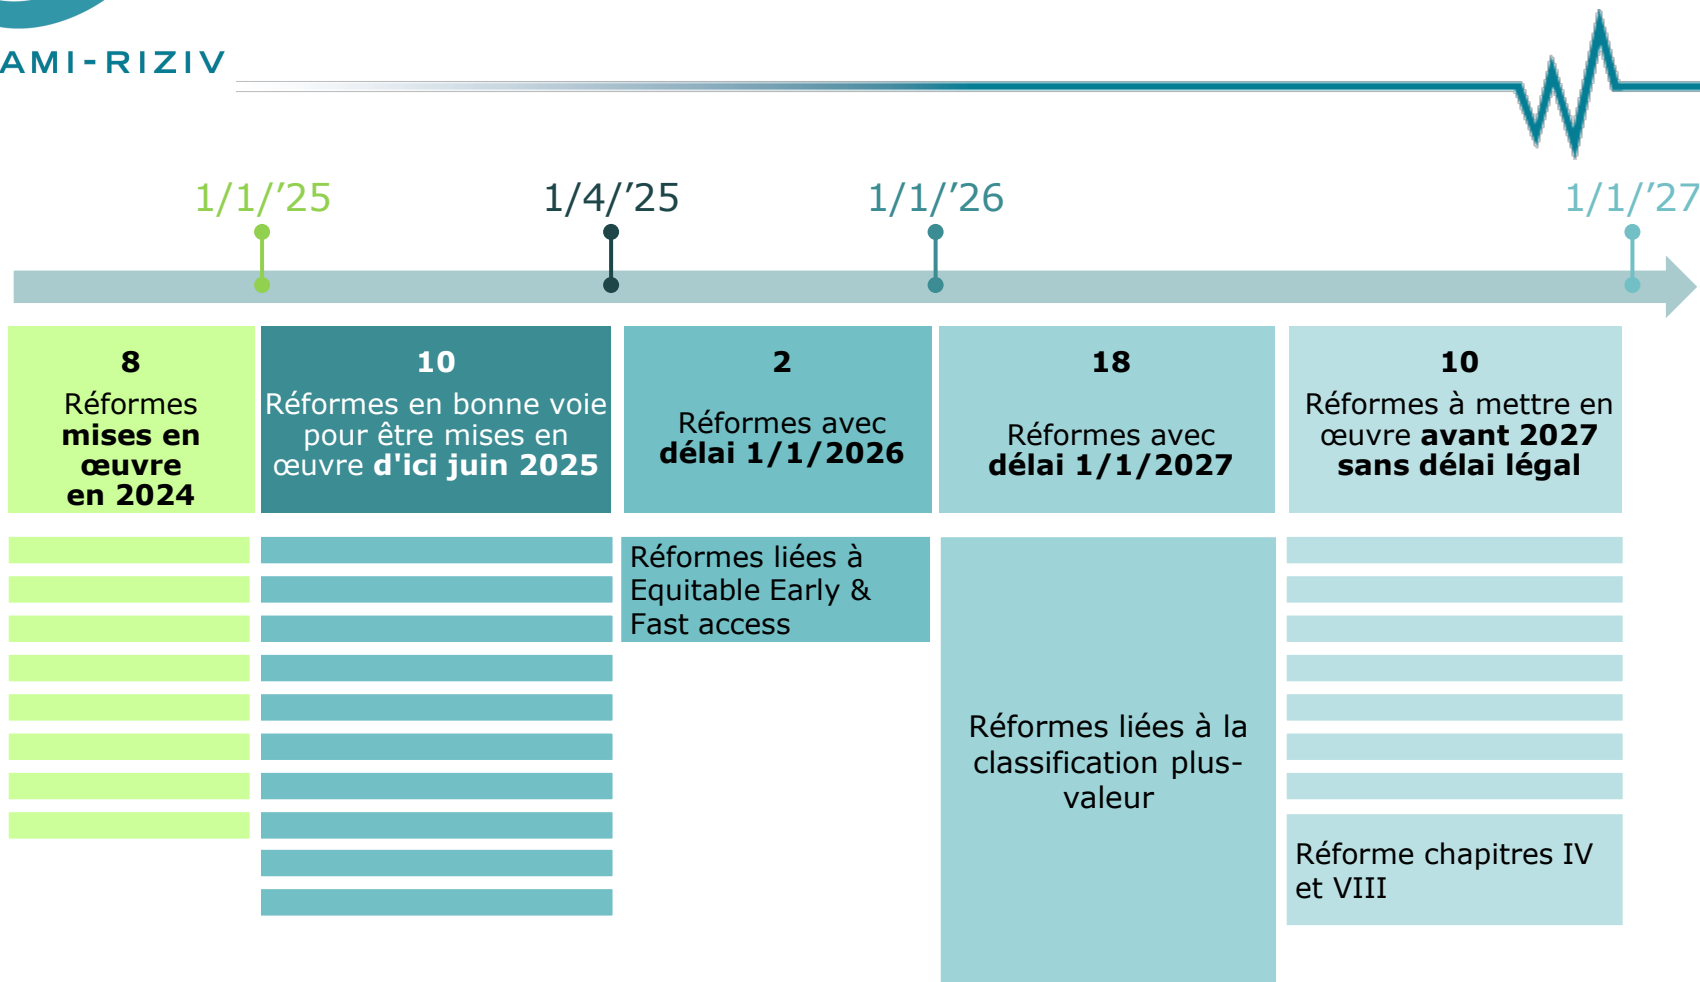 AMI-RIZIV
1/1/'25
1/4/'25
1/1/'26
1/1/'27
8
Réformes
mises en
œuvre
en 2024
10
Réformes en bonne voie
pour être mises en
œuvre d'ici juin 2025
2
Réformes avec
délai 1/1/2026
18
Réformes avec
délai 1/1/2027
10
Réformes à mettre en
œuvre avant 2027
sans délai légal
Réformes liées à
Equitable Early &
Fast access
Réformes liées à la
classification plus-
valeur
Réforme chapitres IV
et VIII